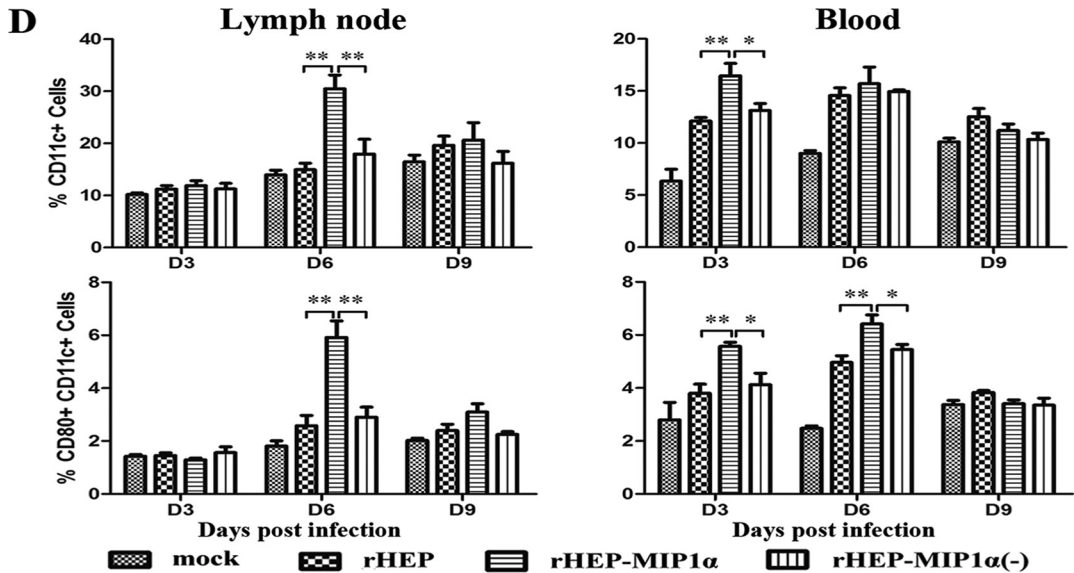 D
Lymph node
Blood
% CD11c+ Cells
40
30
20
10
0
** **
D3 D6 D9
20
15
10
5
0
** *
D3 D6 D9
% CD80+ CD11c+ Cells
8
6
4
2
0
** **
D3 D6 D9
Days post infection
8
6
4
2
0
** *
** *
D3 D6 D9
Days post infection
mock rHEP rHEP-MIP1α rHEP-MIP1α(-)